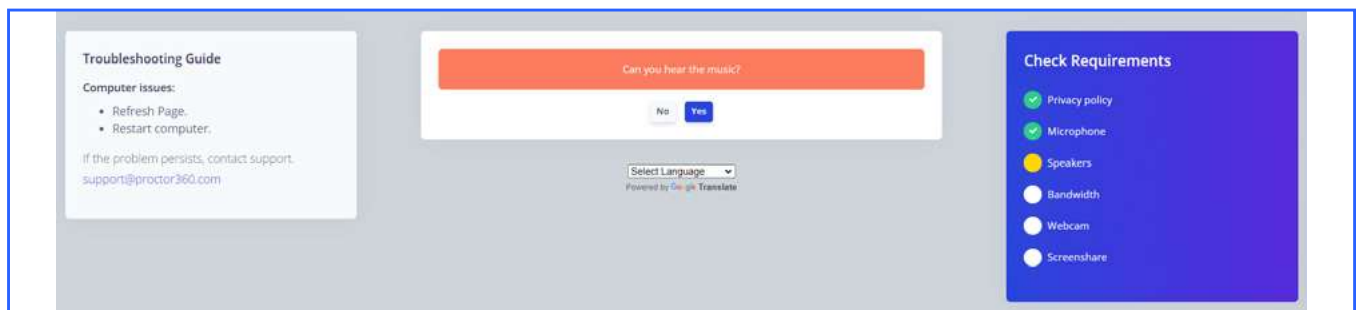 Troubleshooting Guide
Computer issues:
• Refresh Page.
• Restart computer.
If the problem persists, contact support.
support@proctor360.com
Can you hear the music?
No
Yes
Select Language
Powered by Google Translate
Check Requirements
Privacy policy
Microphone
Speakers
Bandwidth
Webcam
Screenshare